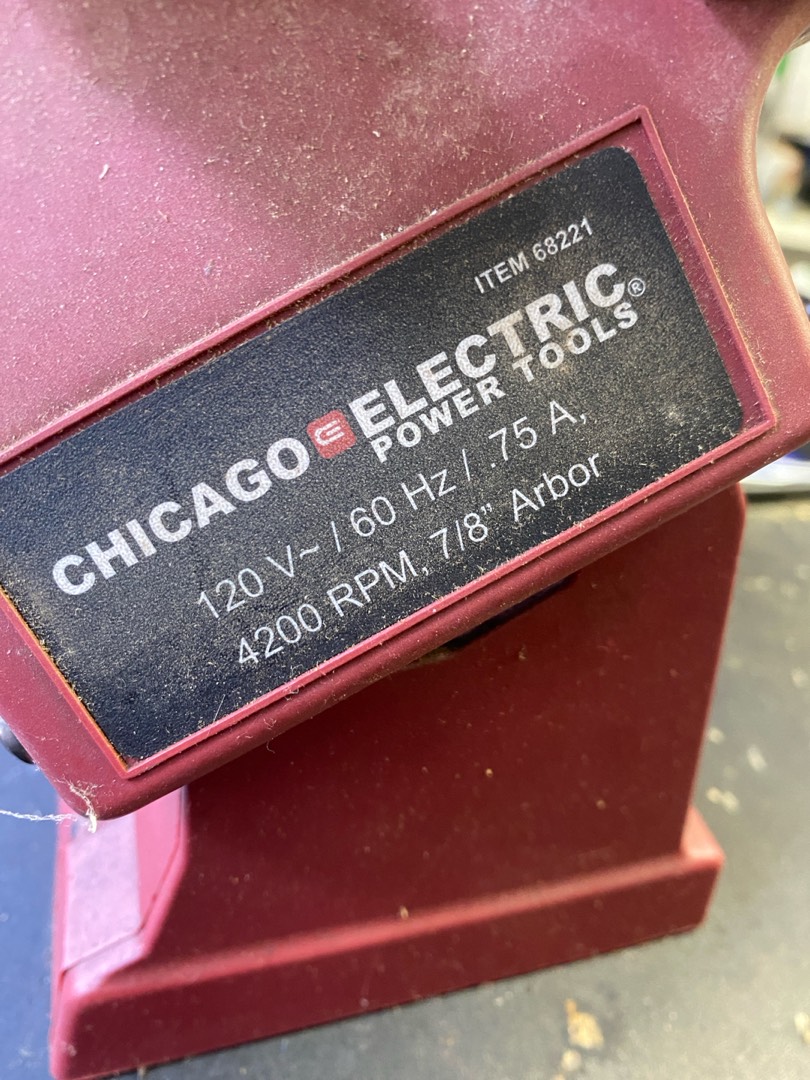 ITEM 68221
CHICAGO ELECTRIC®
POWER TOOLS
120 V~ / 60 Hz / .75 A,
4200 RPM, 7/8” Arbor